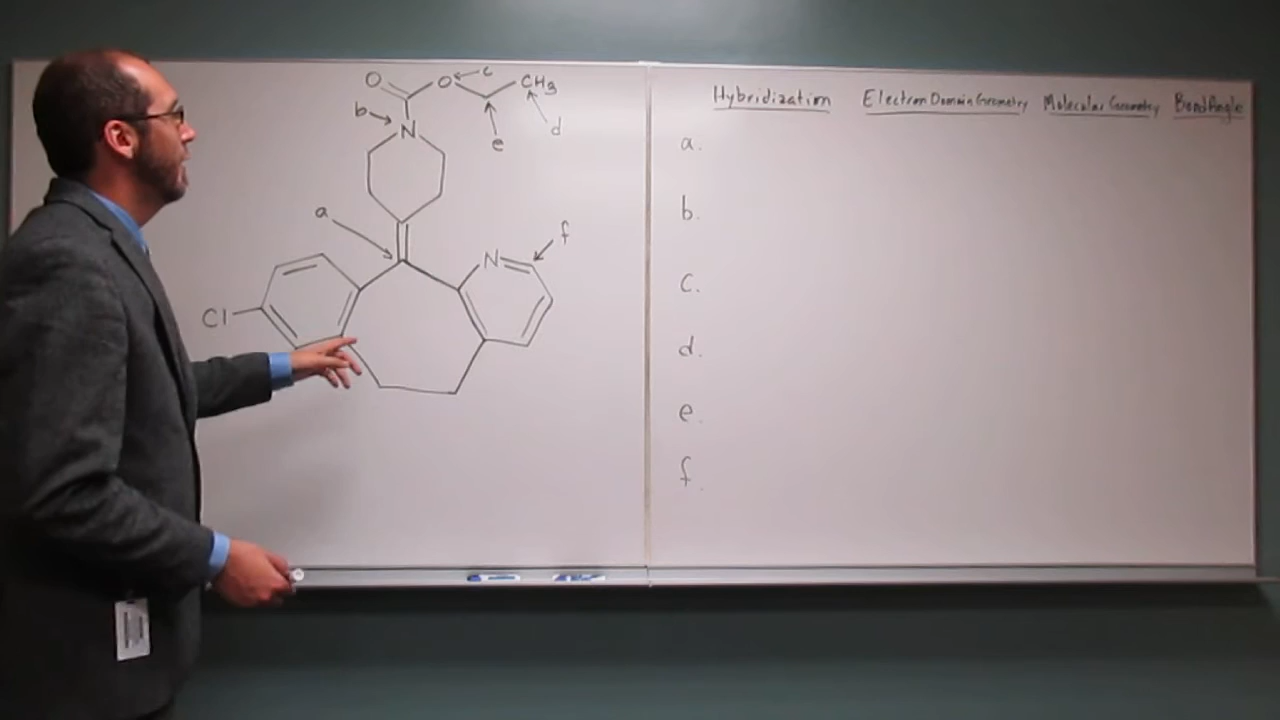 O O c CH3
b d
N e
a f
N
Cl
Hybridization Electron Domain Geometry Molecular Geometry Bond Angle
a.
b.
c.
d.
e.
f.